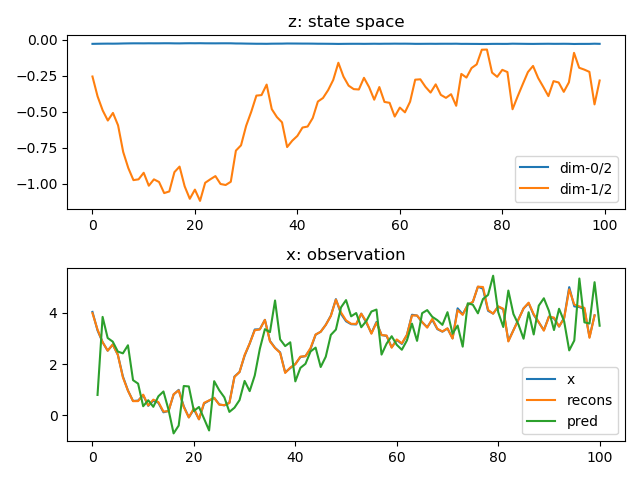 z: state space
0.00
−0.25
−0.50
−0.75
−1.00
dim-0/2
dim-1/2
0 20 40 60 80 100
x: observation
4
2
0
x
recons
pred
0 20 40 60 80 100